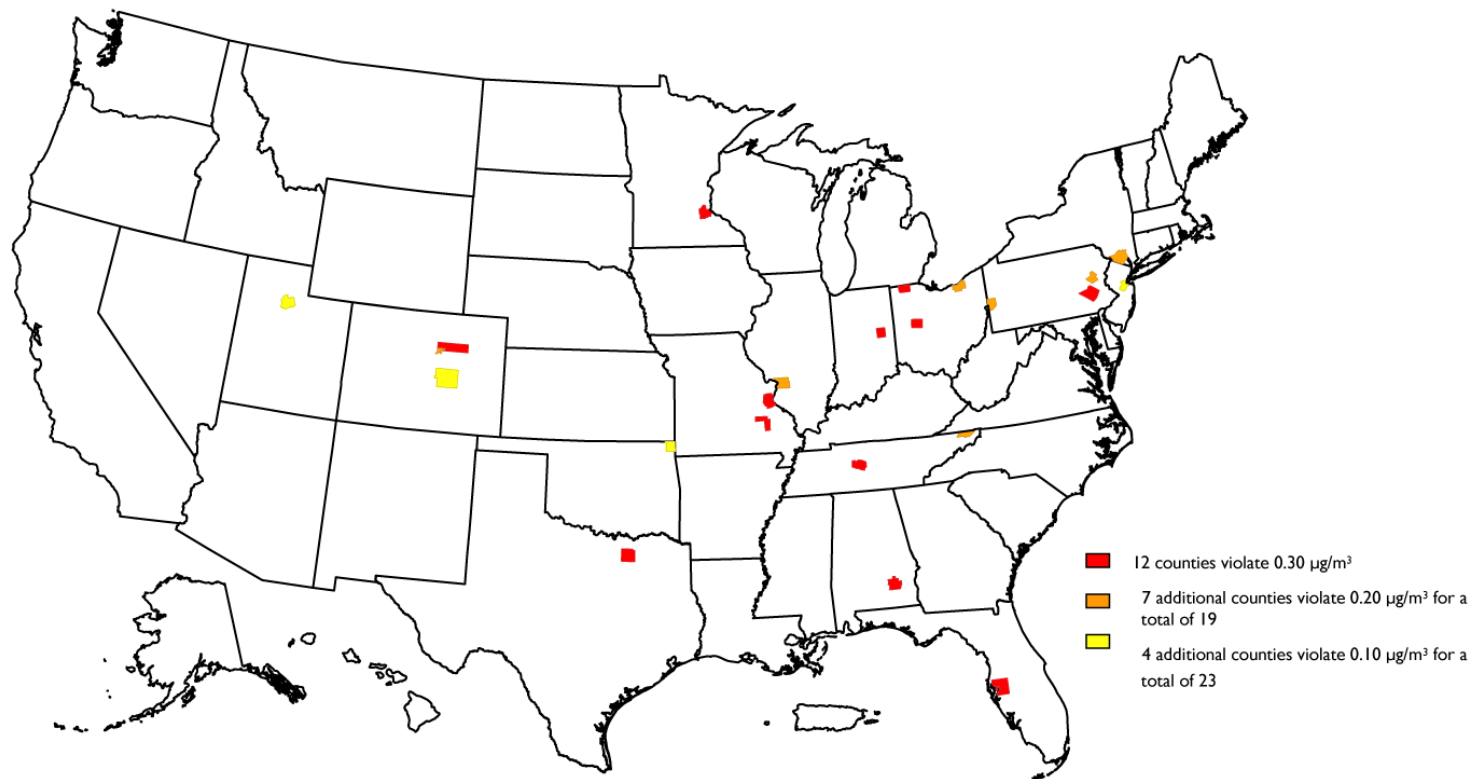 12 counties violate 0.30 µg/m³
7 additional counties violate 0.20 µg/m³ for a
total of 19
4 additional counties violate 0.10 µg/m³ for a
total of 23